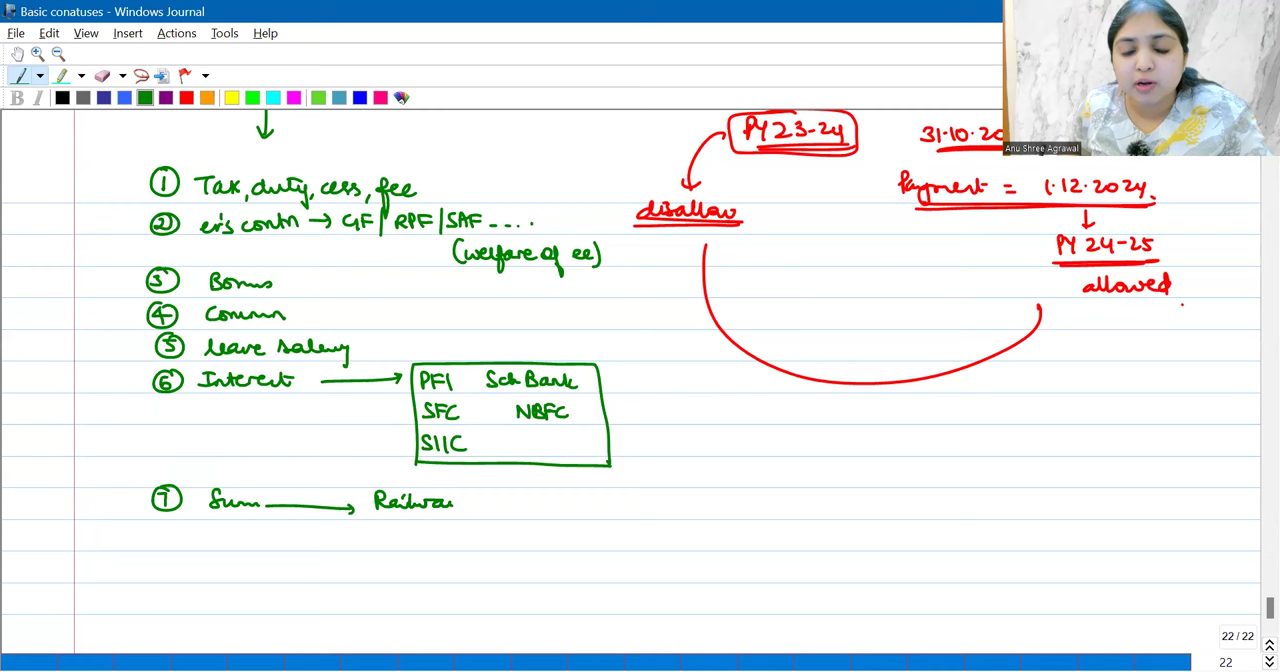 Basic conatuses - Windows Journal
File Edit View Insert Actions Tools Help
B I
PY 23-24
31.10.20
Anu Shree Agrawal
Payment = 1.12.2024.
disallow
PY 24-25
allowed
① Tax, duty, cess, fee
② er's contn → GF/ RPF/ SAF ----
(welfare of ee)
③ Bonus
④ Commn
⑤ leave salary
⑥ Interest → PFI Sch Bank
SFC NBFC
SIIC
⑦ Sum → Railwa
22 / 22
22